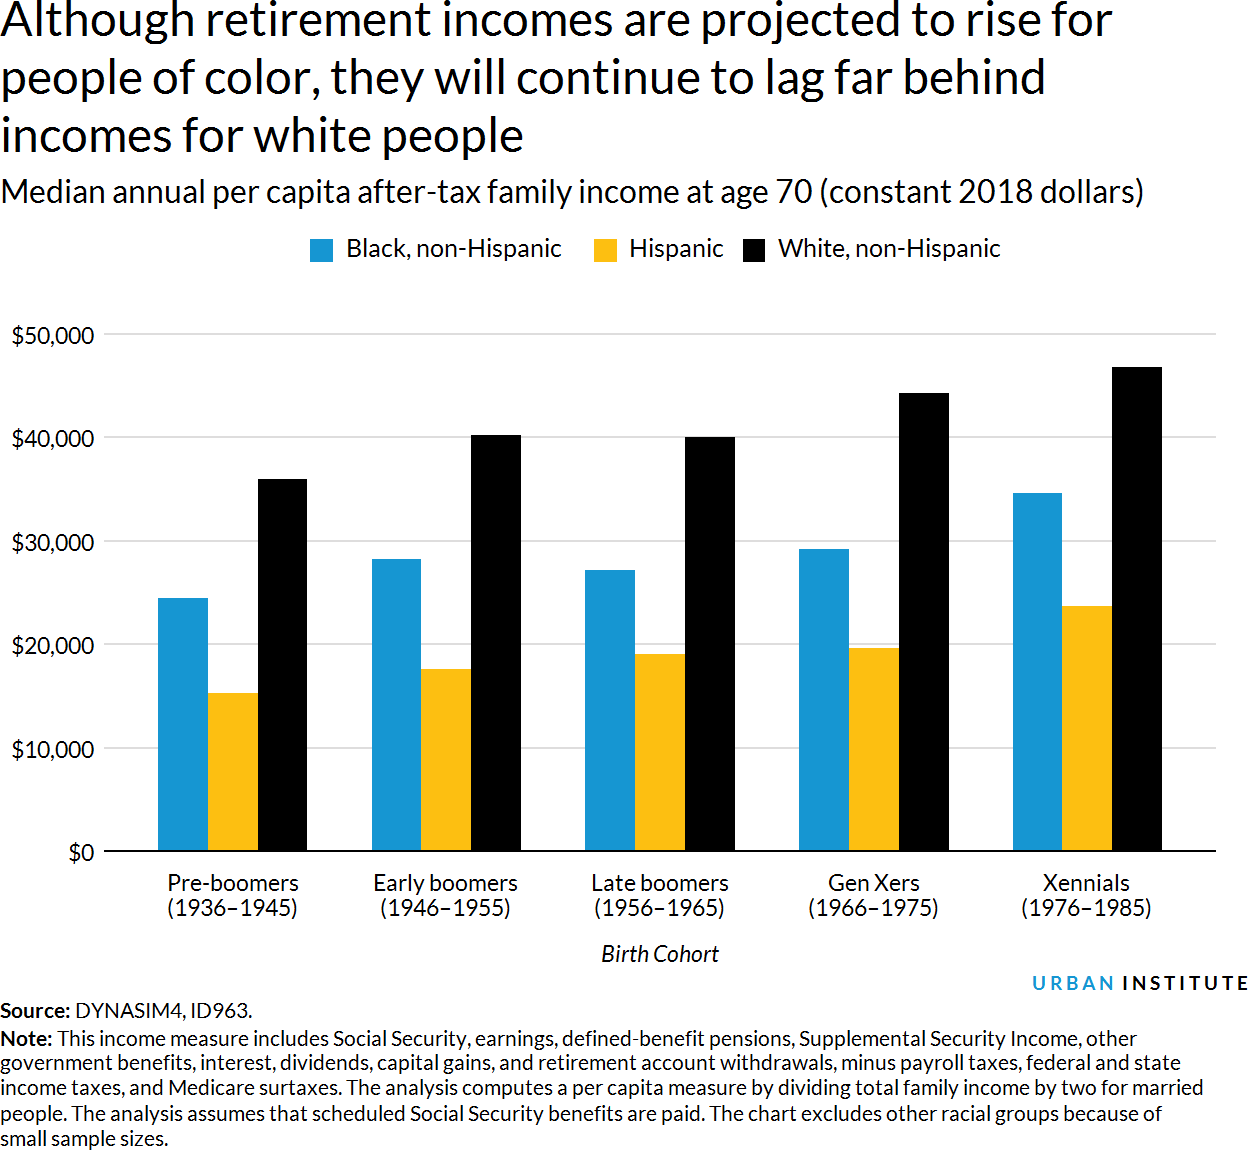 Although retirement incomes are projected to rise for
people of color, they will continue to lag far behind
incomes for white people
Median annual per capita after-tax family income at age 70 (constant 2018 dollars)
Black, non-Hispanic Hispanic White, non-Hispanic
$50,000
$40,000
$30,000
$20,000
$10,000
$0
Pre-boomers Early boomers Late boomers Gen Xers Xennials
(1936–1945) (1946–1955) (1956–1965) (1966–1975) (1976–1985)
Birth Cohort
URBAN INSTITUTE
Source: DYNASIM4, ID963.
Note: This income measure includes Social Security, earnings, defined-benefit pensions, Supplemental Security Income, other
government benefits, interest, dividends, capital gains, and retirement account withdrawals, minus payroll taxes, federal and state
income taxes, and Medicare surtaxes. The analysis computes a per capita measure by dividing total family income by two for married
people. The analysis assumes that scheduled Social Security benefits are paid. The chart excludes other racial groups because of
small sample sizes.